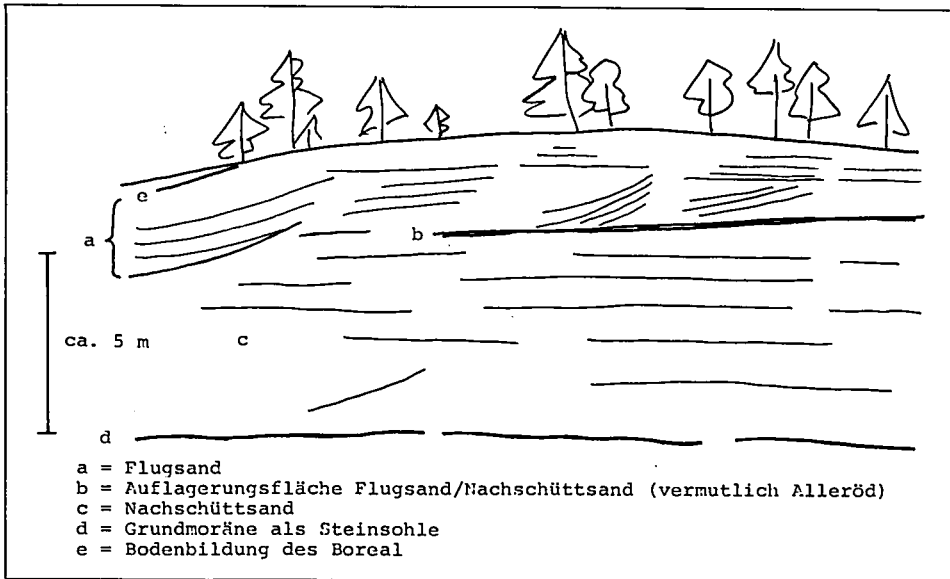 e
a
b
ca. 5 m
c
d
a = Flugsand
b = Auflagerungsfläche Flugsand/Nachschüttsand (vermutlich Alleröd)
c = Nachschüttsand
d = Grundmoräne als Steinsohle
e = Bodenbildung des Boreal